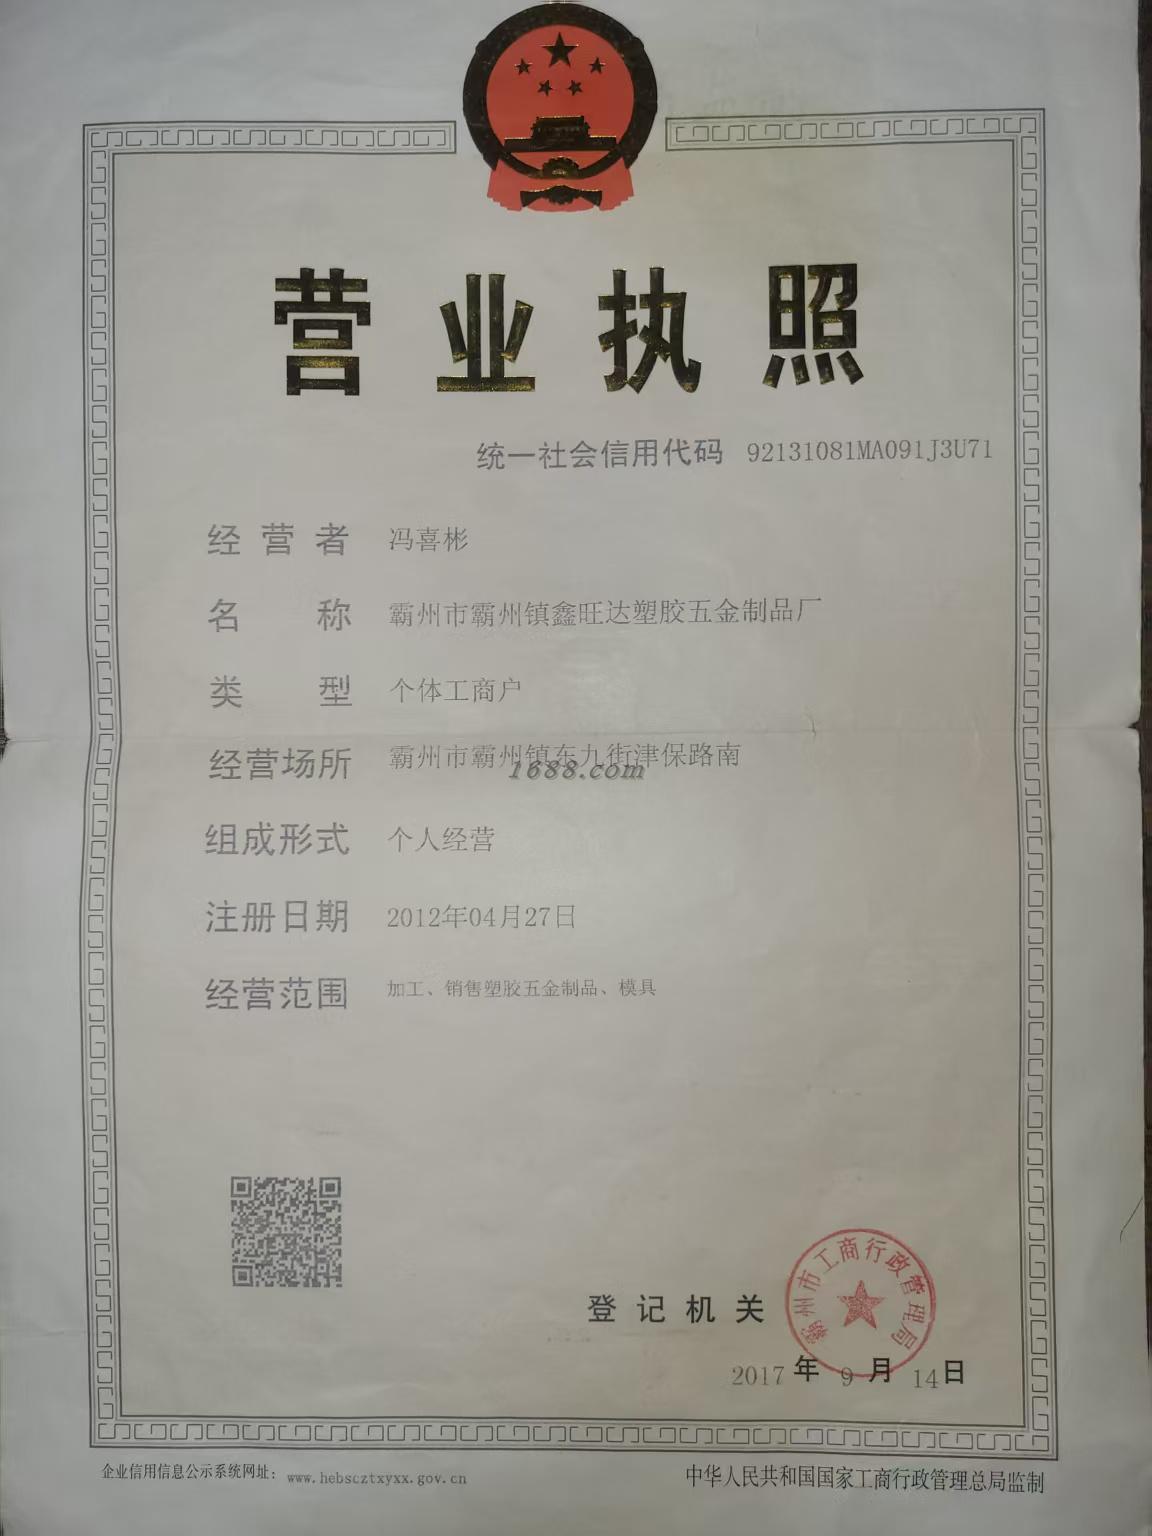 营业执照
统一社会信用代码 92131081MA091J3U71
经营者 冯喜彬
名称 霸州市霸州镇鑫旺达塑胶五金制品厂
类型 个体工商户
经营场所 霸州市霸州镇东九街津保路南
1688.com
组成形式 个人经营
注册日期 2012年04月27日
经营范围 加工、销售塑胶五金制品、模具
霸州市工商行政管理局
登记机关
2017年9月14日
企业信用信息公示系统网址: www.hebscztxyxx.gov.cn
中华人民共和国国家工商行政管理总局监制